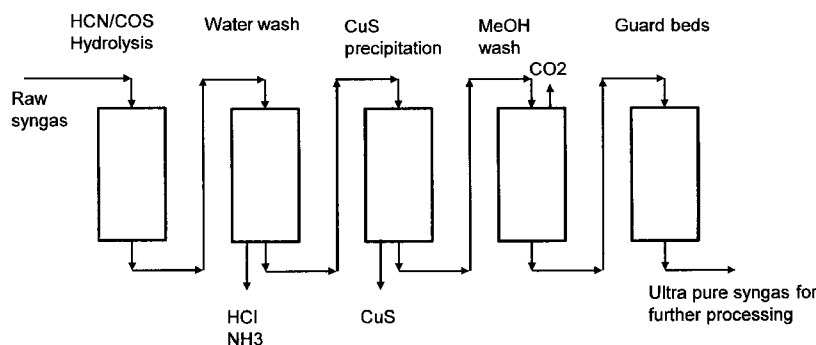 HCN/COS
Hydrolysis
Water wash
CuS
precipitation
MeOH
wash
CO2
Guard beds
Raw
syngas
HCl
NH3
CuS
Ultra pure syngas for
further processing